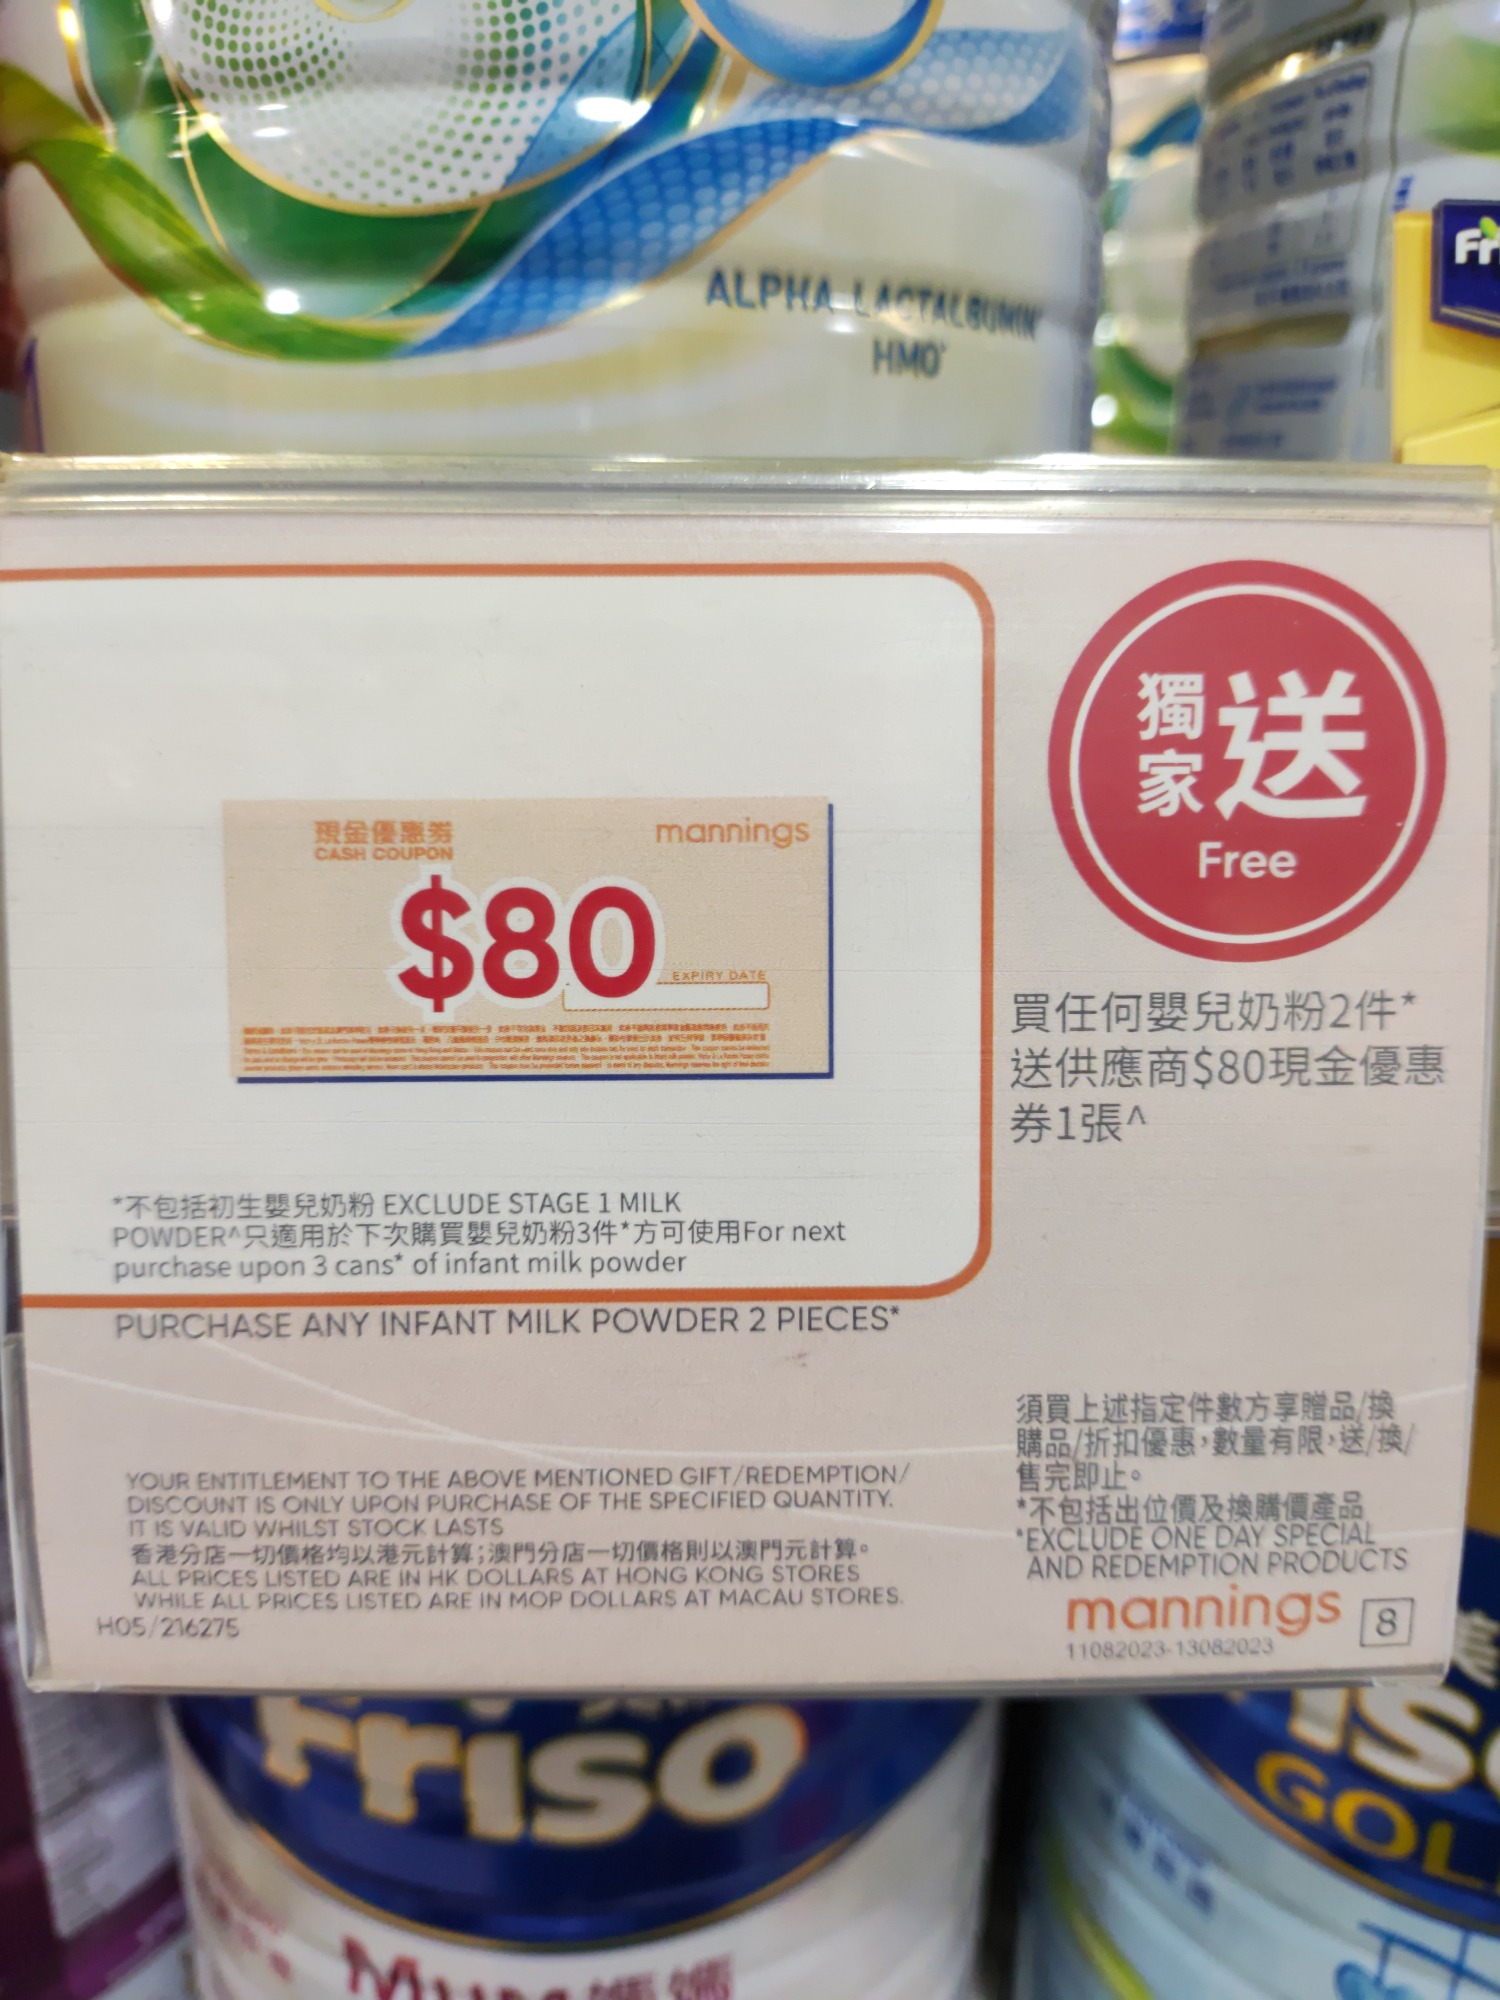 ALPHA-LACTALBUMIN
HMO
Fri
獨家送
Free
現金優惠券
CASH COUPON
mannings
$80
EXPIRY DATE
買任何嬰兒奶粉2件*
送供應商$80現金優惠
券1張^
*不包括初生嬰兒奶粉 EXCLUDE STAGE 1 MILK
POWDER^只適用於下次購買嬰兒奶粉3件*方可使用For next
purchase upon 3 cans* of infant milk powder
PURCHASE ANY INFANT MILK POWDER 2 PIECES*
須買上述指定件數方享贈品/換
購品/折扣優惠，數量有限，送/換/
售完即止。
*不包括出位價及換購價產品
*EXCLUDE ONE DAY SPECIAL
AND REDEMPTION PRODUCTS
YOUR ENTITLEMENT TO THE ABOVE MENTIONED GIFT/REDEMPTION/
DISCOUNT IS ONLY UPON PURCHASE OF THE SPECIFIED QUANTITY.
IT IS VALID WHILST STOCK LASTS
香港分店一切價格均以港元計算；澳門分店一切價格則以澳門元計算。
ALL PRICES LISTED ARE IN HK DOLLARS AT HONG KONG STORES
WHILE ALL PRICES LISTED ARE IN MOP DOLLARS AT MACAU STORES.
H05/216275
mannings 8
11082023-13082023
Friso
GOL